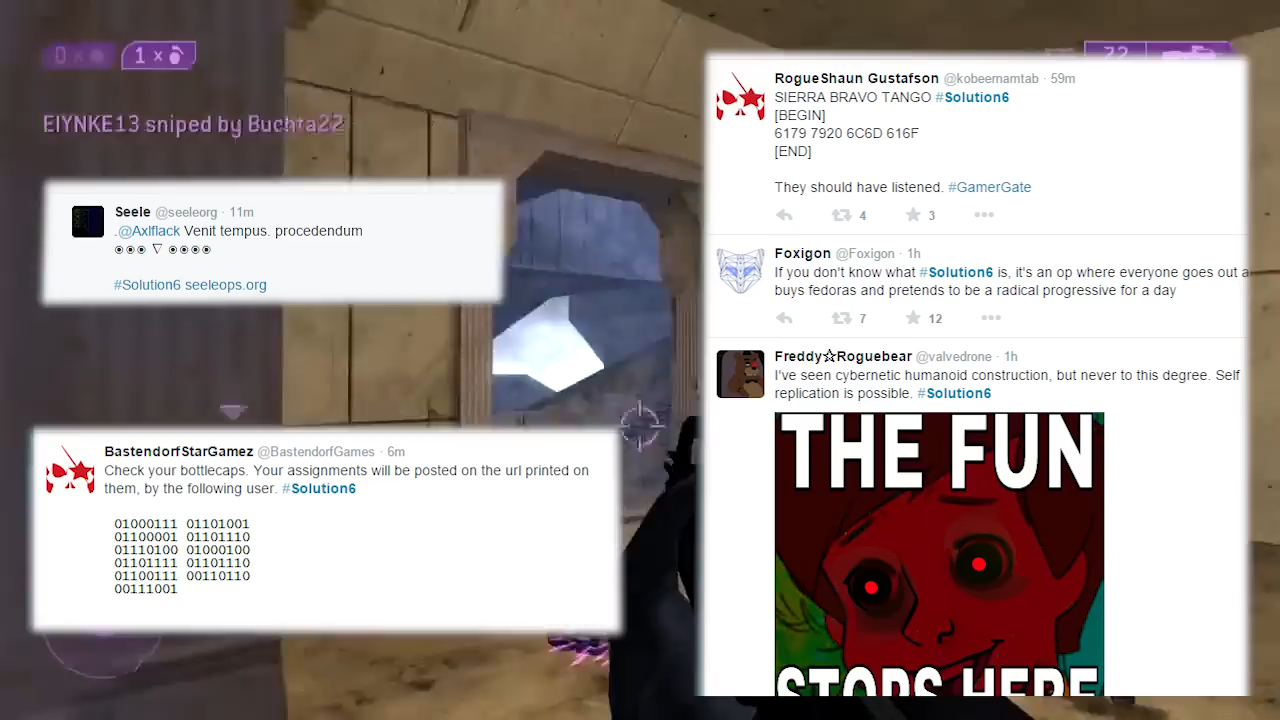 0 x
1 x
72
EIYNKE13 sniped by Buchta22
Seele @seeleorg · 11m
.@Axlflack Venit tempus. procedendum
◉◉◉ ▽ ◉◉◉◉
#Solution6 seeleops.org
BastendorfStarGamez @BastendorfGames · 6m
Check your bottlecaps. Your assignments will be posted on the url printed on
them, by the following user. #Solution6
01000111 01101001
01100001 01101110
01110100 01000100
01101111 01101110
01100111 00110110
00111001
RogueShaun Gustafson @kobeernamtab · 59m
SIERRA BRAVO TANGO #Solution6
[BEGIN]
6179 7920 6C6D 616F
[END]
They should have listened. #GamerGate
4 3
Foxigon @Foxigon · 1h
If you don't know what #Solution6 is, it's an op where everyone goes out a
buys fedoras and pretends to be a radical progressive for a day
7 12
Freddy☆Roguebear @valvedrone · 1h
I've seen cybernetic humanoid construction, but never to this degree. Self
replication is possible. #Solution6
THE FUN
STOPS HERE